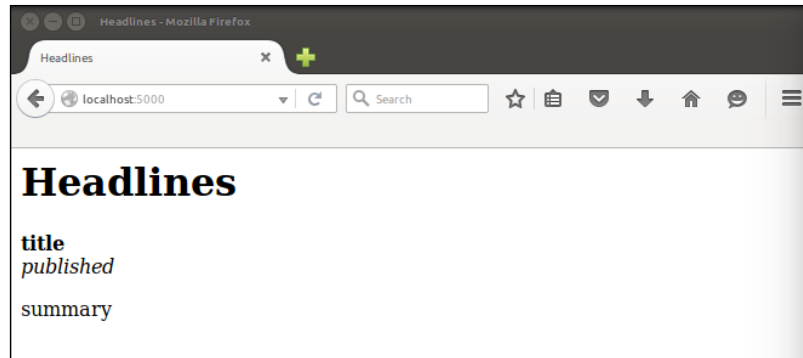 Headlines - Mozilla Firefox
Headlines
localhost:5000
Search
Headlines
title
published
summary